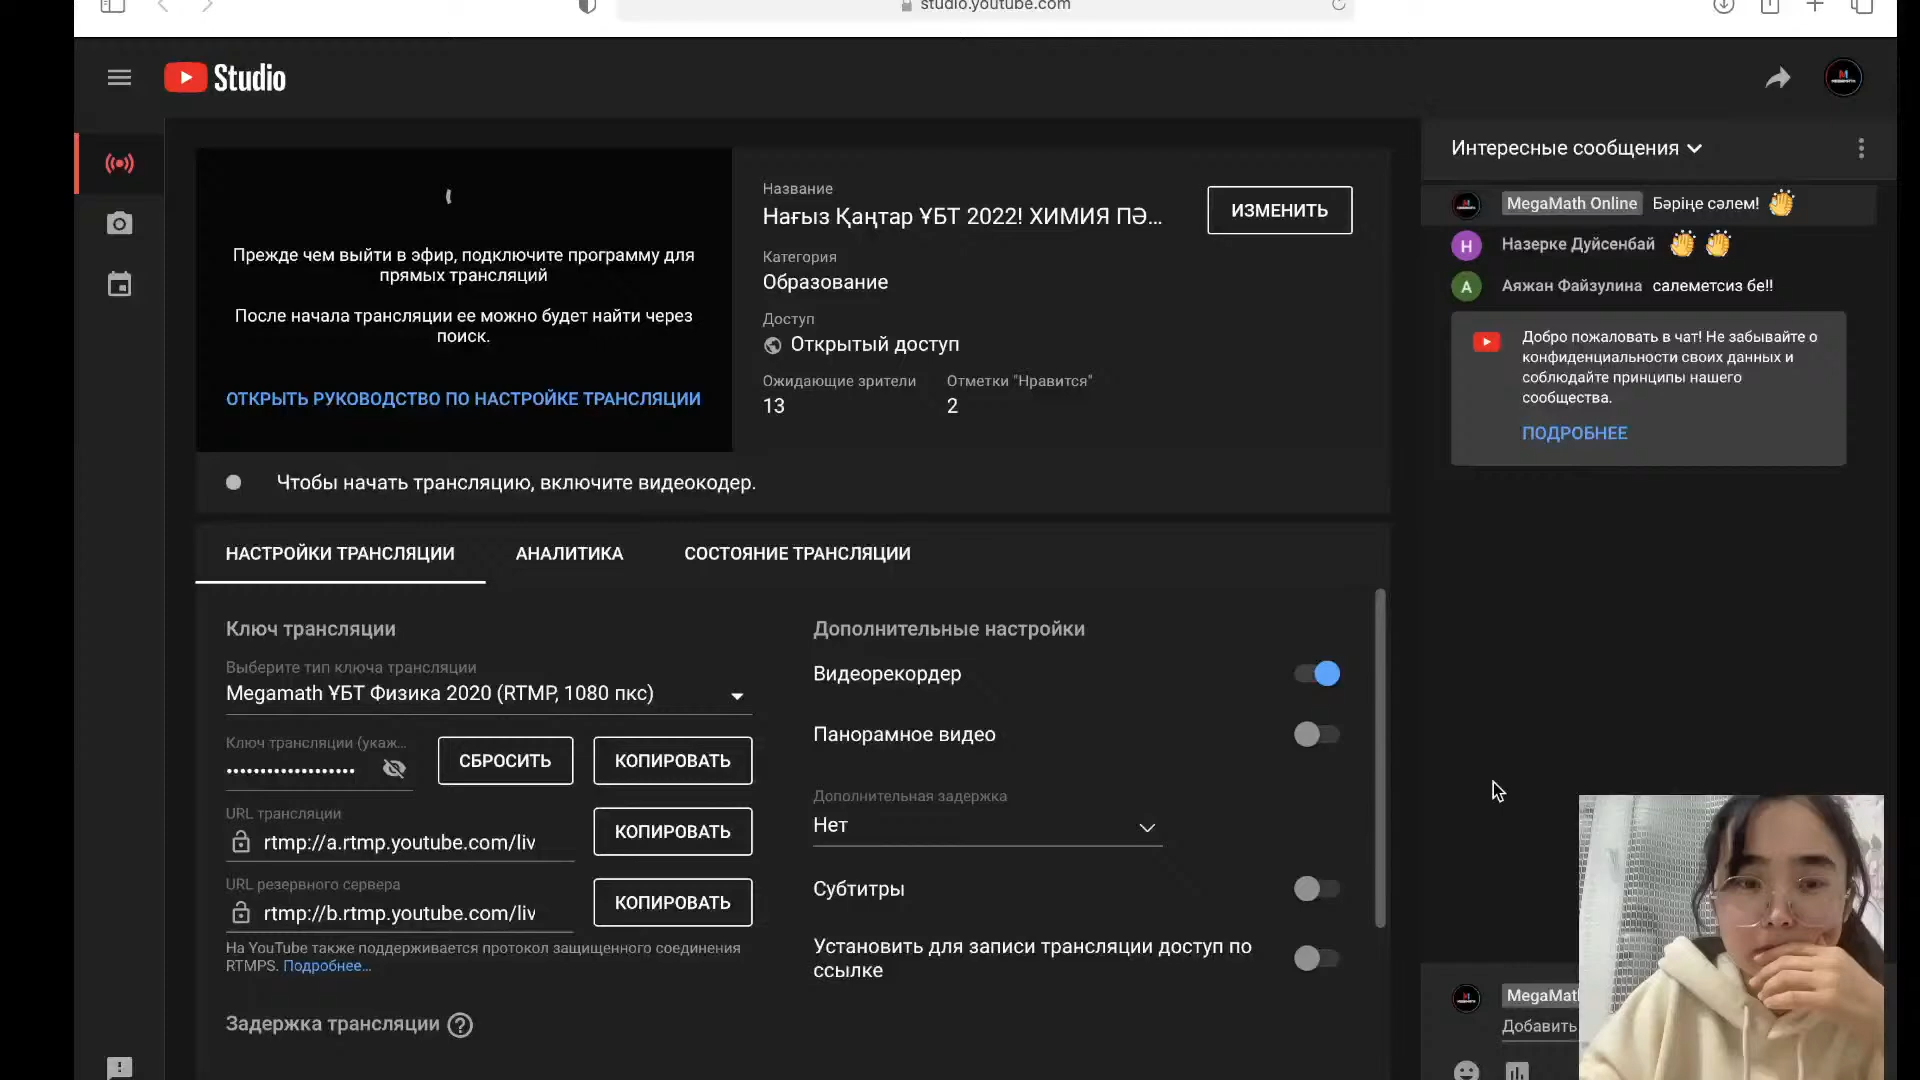 studio.youtube.com
Studio
Прежде чем выйти в эфир, подключите программу для
прямых трансляций
После начала трансляции ее можно будет найти через
поиск.
ОТКРЫТЬ РУКОВОДСТВО ПО НАСТРОЙКЕ ТРАНСЛЯЦИИ
Название
Нағыз Қаңтар ҰБТ 2022! ХИМИЯ ПӘ...
ИЗМЕНИТЬ
Категория
Образование
Доступ
Открытый доступ
Ожидающие зрители
Отметки "Нравится"
13
2
Чтобы начать трансляцию, включите видеокодер.
НАСТРОЙКИ ТРАНСЛЯЦИИ
АНАЛИТИКА
СОСТОЯНИЕ ТРАНСЛЯЦИИ
Ключ трансляции
Выберите тип ключа трансляции
Megamath ҰБТ Физика 2020 (RTMP, 1080 пкс)
Ключ трансляции (укаж...
СБРОСИТЬ
КОПИРОВАТЬ
URL трансляции
rtmp://a.rtmp.youtube.com/liv
КОПИРОВАТЬ
URL резервного сервера
rtmp://b.rtmp.youtube.com/liv
КОПИРОВАТЬ
На YouTube также поддерживается протокол защищенного соединения
RTMPS. Подробнее...
Задержка трансляции ?
Дополнительные настройки
Видеорекордер
Панорамное видео
Дополнительная задержка
Нет
Субтитры
Установить для записи трансляции доступ по
ссылке
Интересные сообщения
MegaMath Online Бәріңе сәлем!
Н Назерке Дуйсенбай
А Аяжан Файзулина салеметсиз бе!!
Добро пожаловать в чат! Не забывайте о
конфиденциальности своих данных и
соблюдайте принципы нашего
сообщества.
ПОДРОБНЕЕ
MegaMat
Добавить